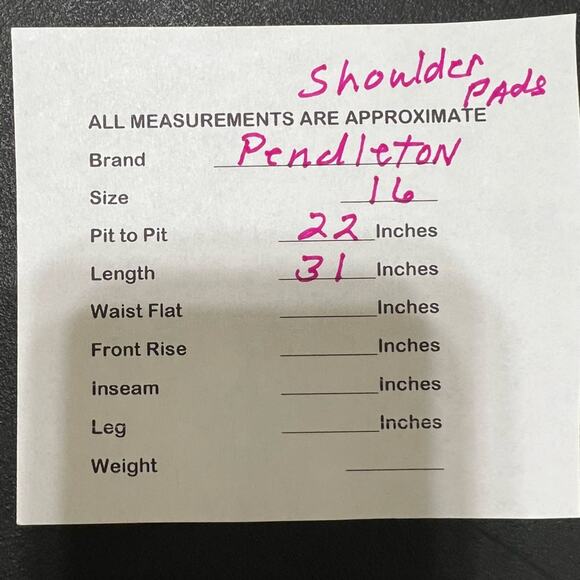 Shoulder
PAds
ALL MEASUREMENTS ARE APPROXIMATE
Brand Pendleton
Size 16
Pit to Pit 22 Inches
Length 31 Inches
Waist Flat Inches
Front Rise Inches
inseam inches
Leg Inches
Weight